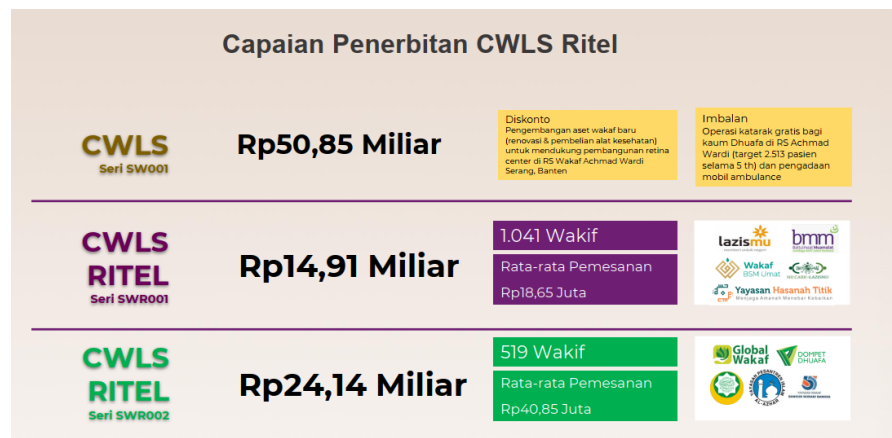 Capaian Penerbitan CWLS Ritel
CWLS
Seri SW001
Rp50,85 Miliar
Diskonto
Pengembangan aset wakaf baru
(renovasi & pembelian alat kesehatan)
untuk mendukung pembangunan retina
center di RS Wakaf Achmad Wardi
Serang, Banten
Imbalan
Operasi katarak gratis bagi
kaum Dhuafa di RS Achmad
Wardi (target 2.513 pasien
selama 5 th) dan pengadaan
mobil ambulance
CWLS
RITEL
Seri SWR001
Rp14,91 Miliar
1.041 Wakif
Rata-rata Pemesanan
Rp18,65 Juta
lazismu
bmm
Wakaf
BSM Umat
Yayasan Hasanah Titik
Menjaga Amanah Menebar Kebaikan
CWLS
RITEL
Seri SWR002
Rp24,14 Miliar
519 Wakif
Rata-rata Pemesanan
Rp40,85 Juta
Global
Wakaf
DOMPET
DHUAFA